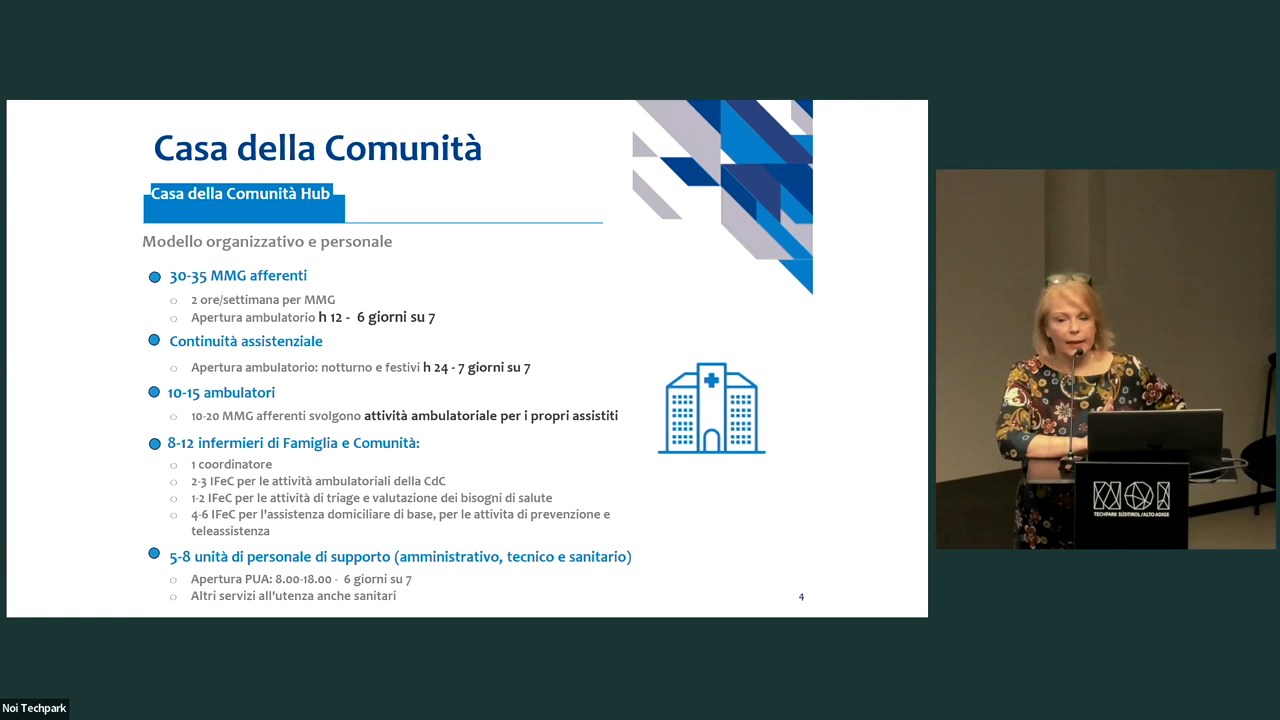 Casa della Comunità
Casa della Comunità Hub
Modello organizzativo e personale
30-35 MMG afferenti
2 ore/settimana per MMG
Apertura ambulatorio h 12 - 6 giorni su 7
Continuità assistenziale
Apertura ambulatorio: notturno e festivi h 24 - 7 giorni su 7
10-15 ambulatori
10-20 MMG afferenti svolgono attività ambulatoriale per i propri assistiti
8-12 infermieri di Famiglia e Comunità:
1 coordinatore
2-3 IFeC per le attività ambulatoriali della CdC
1-2 IFeC per le attività di triage e valutazione dei bisogni di salute
4-6 IFeC per l'assistenza domiciliare di base, per le attivita di prevenzione e
teleassistenza
5-8 unità di personale di supporto (amministrativo, tecnico e sanitario)
Apertura PUA: 8.00-18.00 - 6 giorni su 7
Altri servizi all'utenza anche sanitari
4
NOI
TECHPARK SÜDTIROL/ALTO ADIGE
Noi Techpark